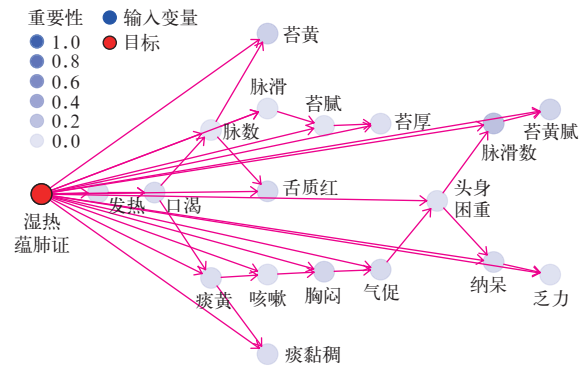 重要性
1.0
0.8
0.6
0.4
0.2
0.0
输入变量
目标
苔黄
脉滑
脉数
苔腻
苔厚
脉滑数
苔黄腻
舌质红
发热
口渴
头身
困重
湿热
蕴肺证
痰黄
咳嗽
胸闷
气促
纳呆
乏力
痰黏稠